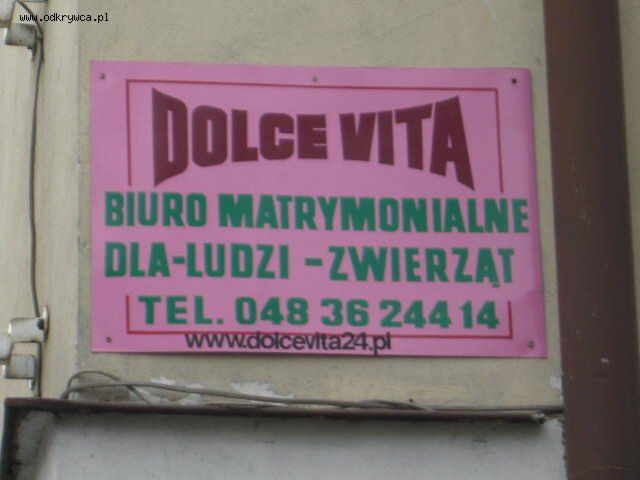 www.odkrywca.pl
DOLCE VITA
BIURO MATRYMONIALNE
DLA-LUDZI-ZWIERZĄT
TEL. 048 36 244 14
www.dolcevita24.pl